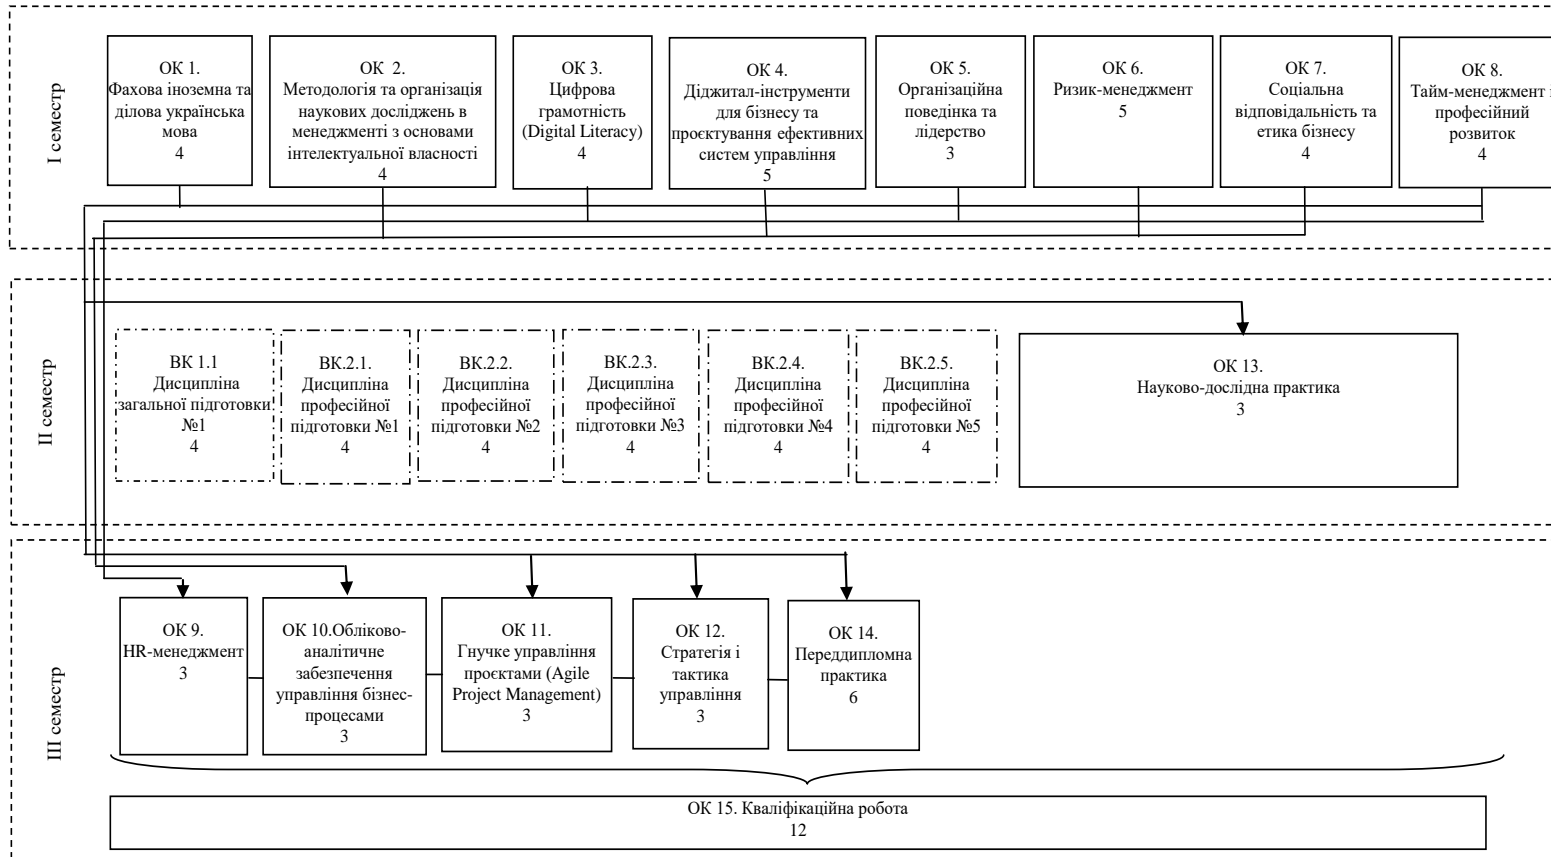 І семестр
ОК 1.
Фахова іноземна та
ділова українська
мова
4
ОК 2.
Методологія та організація
наукових досліджень в
менеджменті з основами
інтелектуальної власності
4
ОК 3.
Цифрова
грамотність
(Digital Literacy)
4
ОК 4.
Діджитал-інструменти
для бізнесу та
проєктування ефективних
систем управління
5
ОК 5.
Організаційна
поведінка та
лідерство
3
ОК 6.
Ризик-менеджмент
5
ОК 7.
Соціальна
відповідальність та
етика бізнесу
4
ОК 8.
Тайм-менеджмент
професійний
розвиток
4
ІІ семестр
ВК 1.1
Дисципліна
загальної підготовки
№1
4
ВК.2.1.
Дисципліна
професійної
підготовки №1
4
ВК.2.2.
Дисципліна
професійної
підготовки №2
4
ВК.2.3.
Дисципліна
професійної
підготовки №3
4
ВК.2.4.
Дисципліна
професійної
підготовки №4
4
ВК.2.5.
Дисципліна
професійної
підготовки №5
4
ОК 13.
Науково-дослідна практика
3
ІІІ семестр
ОК 9.
HR-менеджмент
3
ОК 10.Обліково-
аналітичне
забезпечення
управління бізнес-
процесами
3
ОК 11.
Гнучке управління
проєктами (Agile
Project Management)
3
ОК 12.
Стратегія і
тактика
управління
3
ОК 14.
Переддипломна
практика
6
ОК 15. Кваліфікаційна робота
12